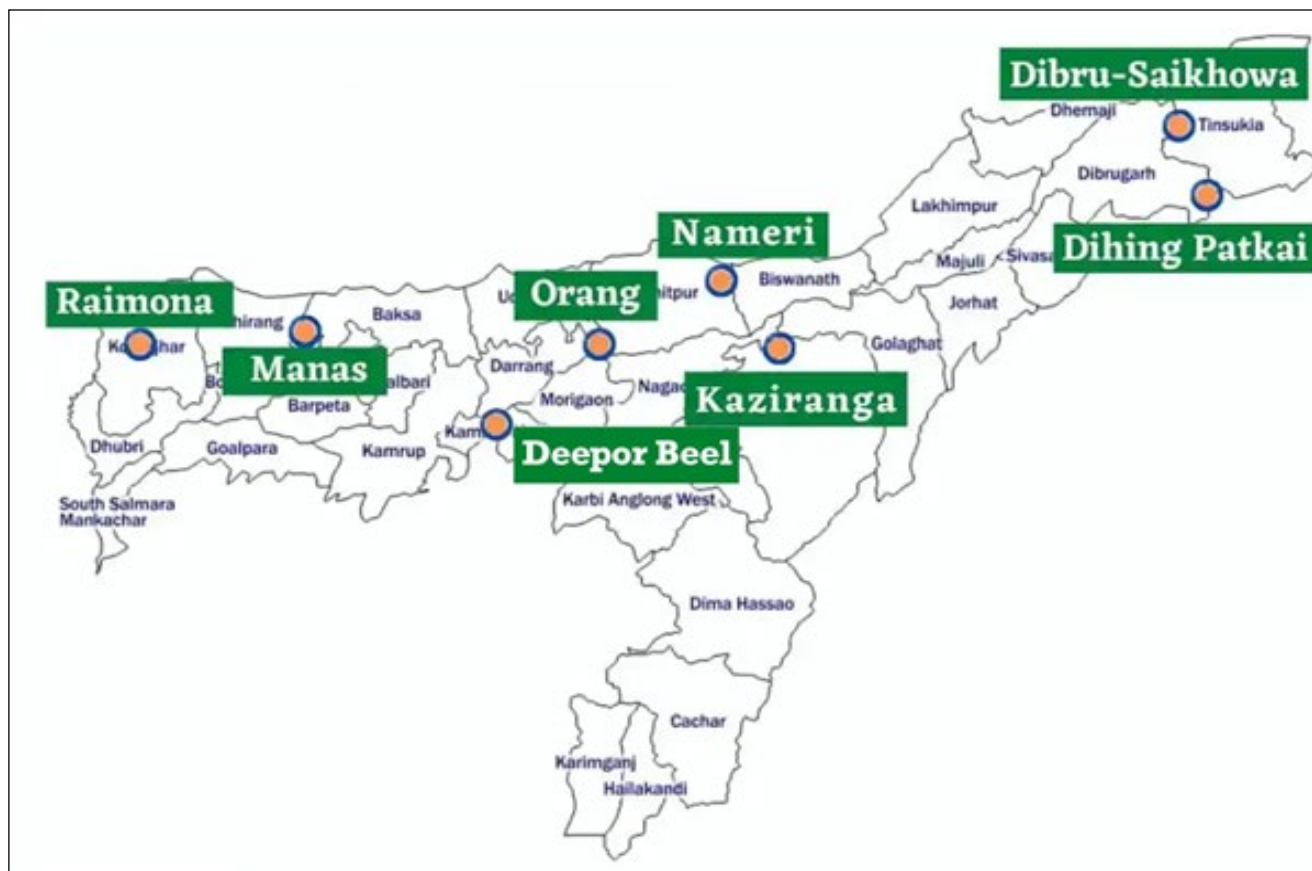 Dibru-Saikhowa
Dhemaji
Tinsukia
Dibrugarh
Lakhimpur
Nameri
Dihing Patkai
Majuli
Biswanath
Raimona
Orang
Jorhat
Baksa
Golaghat
Manas
Darrang
Kaziranga
Morigaon
Barpeta
Deepor Beel
Dhubri
Goalpara
Kamrup
Karbi Anglong West
South Salmara
Mankachar
Dima Hassao
Cachar
Karimganj
Hailakandi